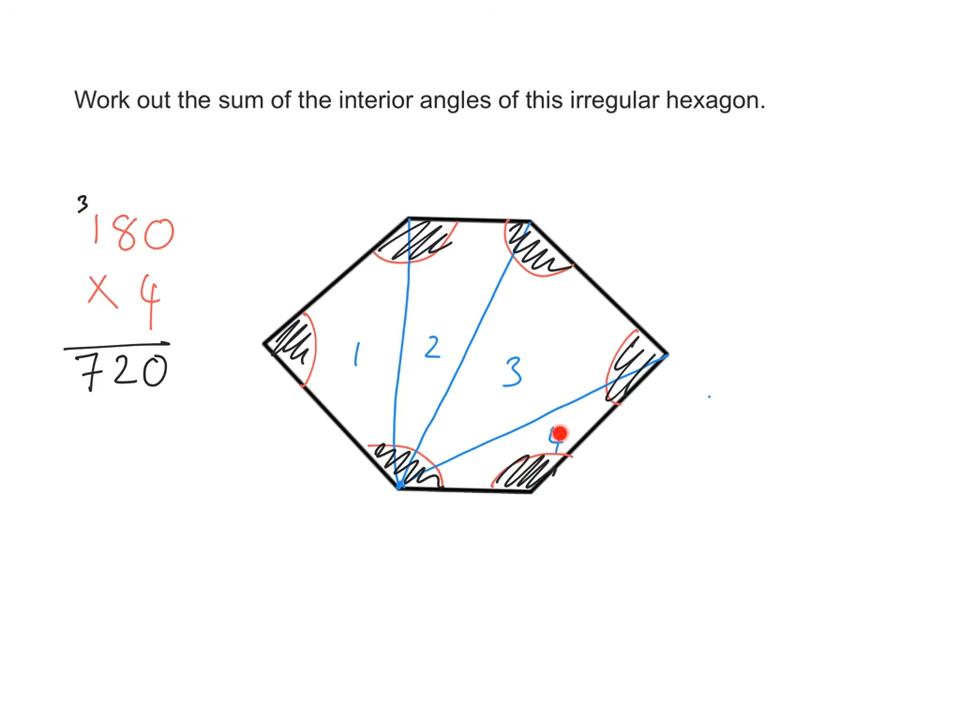 Work out the sum of the interior angles of this irregular hexagon.
3
180
x 4
720
1 2 3
4